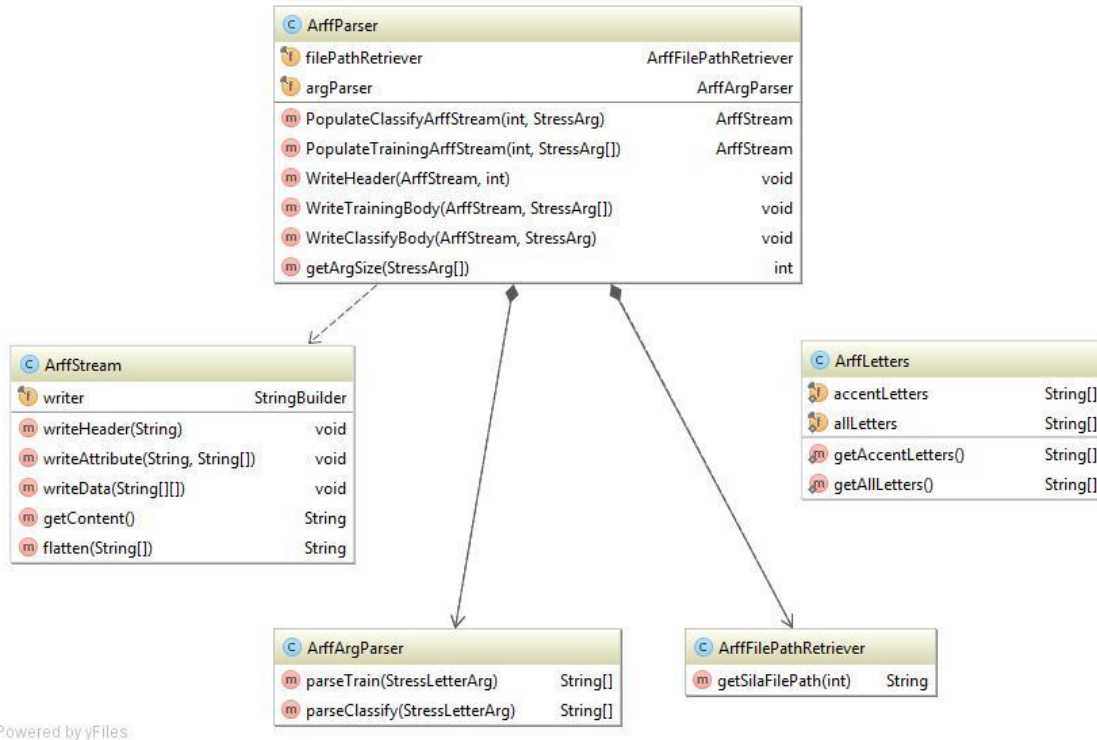 C ArffParser
f filePathRetriever ArffFilePathRetriever
f argParser ArffArgParser
m PopulateClassifyArffStream(int, StressArg) ArffStream
m PopulateTrainingArffStream(int, StressArg[]) ArffStream
m WriteHeader(ArffStream, int) void
m WriteTrainingBody(ArffStream, StressArg[]) void
m WriteClassifyBody(ArffStream, StressArg) void
m getArgSize(StressArg[]) int
C ArffStream
f writer StringBuilder
m writeHeader(String) void
m writeAttribute(String, String[]) void
m writeData(String[][]) void
m getContent() String
m flatten(String[]) String
C ArffLetters
f accentLetters String[]
f allLetters String[]
m getAccentLetters() String[]
m getAllLetters() String[]
C ArffArgParser
m parseTrain(StressLetterArg) String[]
m parseClassify(StressLetterArg) String[]
C ArffFilePathRetriever
m getSilaFilePath(int) String
Powered by yFiles